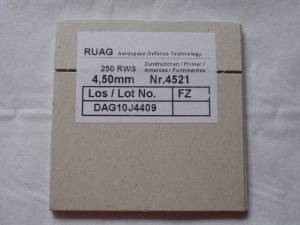 RUAG Aerospace Defence Technology
250 RWS Zündhütchen / Primer /
Amorces / Fulminantes
4,50mm Nr.4521
Los / Lot No. FZ
DAG10J4409